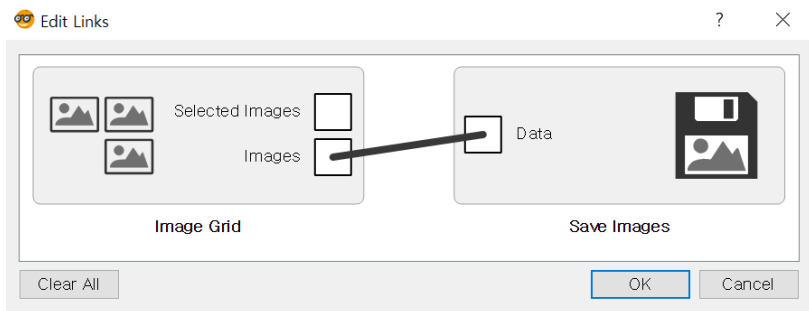 Edit Links
?
Selected Images
Images
Data
Image Grid
Save Images
Clear All
OK
Cancel